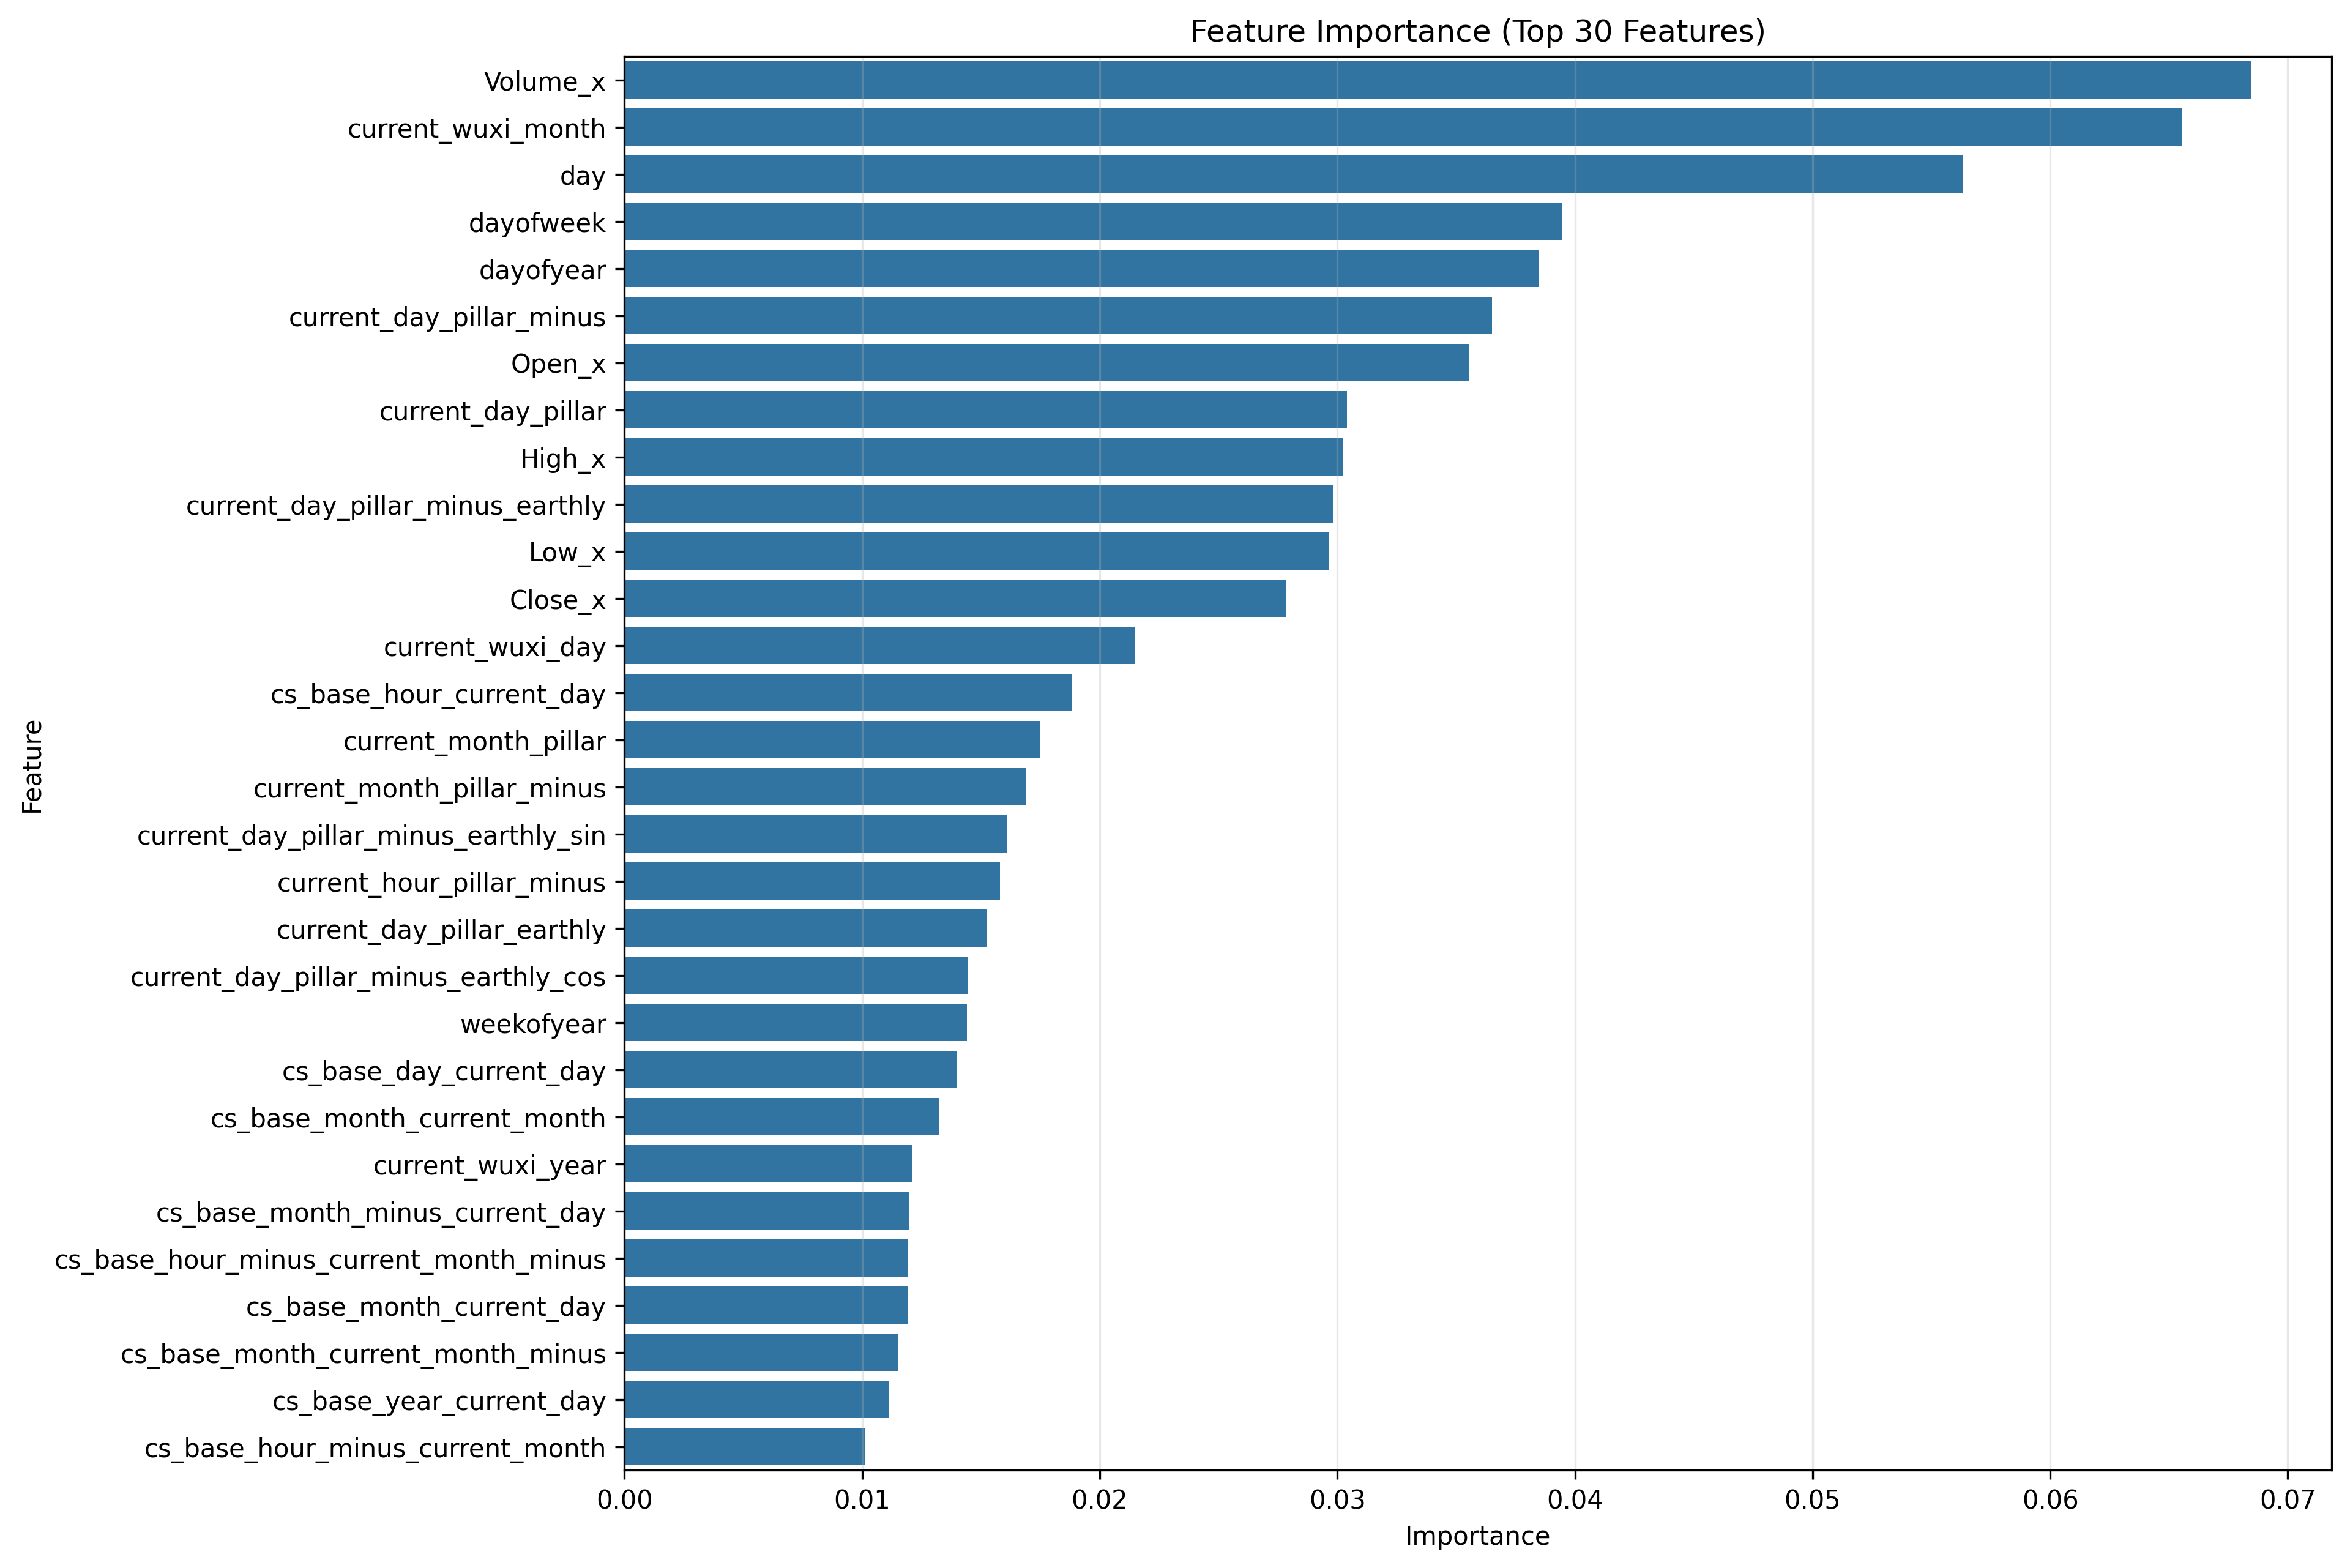 Feature Importance (Top 30 Features)
Volume_x
current_wuxi_month
day
dayofweek
dayofyear
current_day_pillar_minus
Open_x
current_day_pillar
High_x
current_day_pillar_minus_earthly
Low_x
Close_x
current_wuxi_day
cs_base_hour_current_day
current_month_pillar
current_month_pillar_minus
current_day_pillar_minus_earthly_sin
current_hour_pillar_minus
current_day_pillar_earthly
current_day_pillar_minus_earthly_cos
weekofyear
cs_base_day_current_day
cs_base_month_current_month
current_wuxi_year
cs_base_month_minus_current_day
cs_base_hour_minus_current_month_minus
cs_base_month_current_day
cs_base_month_current_month_minus
cs_base_year_current_day
cs_base_hour_minus_current_month
Feature
0.00 0.01 0.02 0.03 0.04 0.05 0.06 0.07
Importance